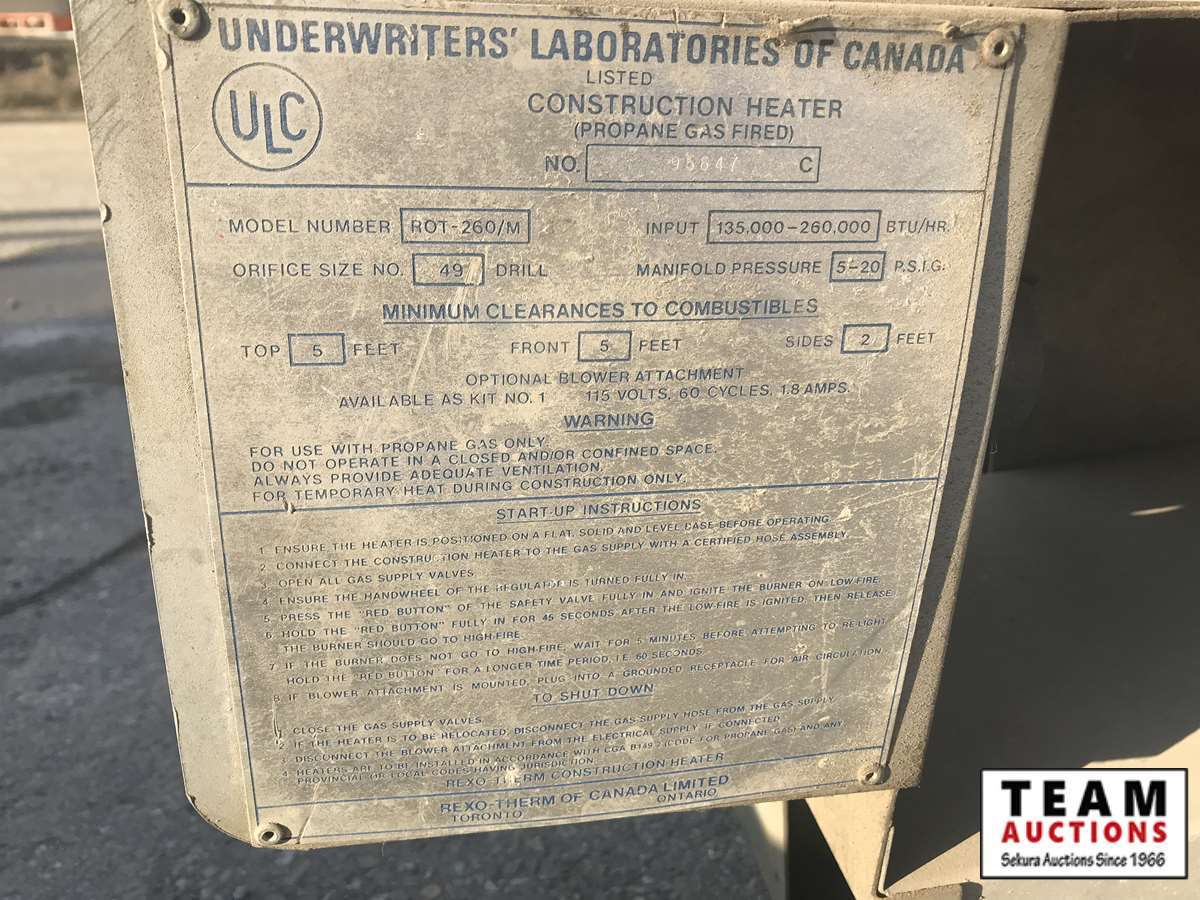 UNDERWRITERS' LABORATORIES OF CANADA
ULC
LISTED
CONSTRUCTION HEATER
(PROPANE GAS FIRED)
NO. 95847 C
MODEL NUMBER ROT-260/M INPUT 135,000-260,000 BTU/HR.
ORIFICE SIZE NO. 49 DRILL MANIFOLD PRESSURE 5-20 P.S.I.G.
MINIMUM CLEARANCES TO COMBUSTIBLES
TOP 5 FEET FRONT 5 FEET SIDES 2 FEET
OPTIONAL BLOWER ATTACHMENT
AVAILABLE AS KIT NO. 1 115 VOLTS, 60 CYCLES, 1.8 AMPS.
WARNING
FOR USE WITH PROPANE GAS ONLY.
DO NOT OPERATE IN A CLOSED AND/OR CONFINED SPACE.
ALWAYS PROVIDE ADEQUATE VENTILATION.
FOR TEMPORARY HEAT DURING CONSTRUCTION ONLY.
START-UP INSTRUCTIONS
1. ENSURE THE HEATER IS POSITIONED ON A FLAT, SOLID AND LEVEL BASE BEFORE OPERATING
2. CONNECT THE CONSTRUCTION HEATER TO THE GAS SUPPLY WITH A CERTIFIED HOSE ASSEMBLY.
3. OPEN ALL GAS SUPPLY VALVES
4. ENSURE THE HANDWHEEL OF THE REGULATOR IS TURNED FULLY IN.
5. PRESS THE "RED BUTTON" OF THE SAFETY VALVE FULLY IN AND IGNITE THE BURNER ON LOW-FIRE.
6. HOLD THE "RED BUTTON" FULLY IN FOR 45 SECONDS AFTER THE LOW-FIRE IS IGNITED, THEN RELEASE
THE BURNER SHOULD GO TO HIGH-FIRE.
7. IF THE BURNER DOES NOT GO TO HIGH-FIRE, WAIT FOR 5 MINUTES BEFORE ATTEMPTING TO RE-LIGHT
HOLD THE "RED BUTTON" FOR A LONGER TIME PERIOD, I.E. 60 SECONDS
8. IF BLOWER ATTACHMENT IS MOUNTED, PLUG INTO A GROUNDED RECEPTACLE FOR AIR CIRCULATION
TO SHUT DOWN
1. CLOSE THE GAS SUPPLY VALVES
2. IF THE HEATER IS TO BE RELOCATED, DISCONNECT THE GAS SUPPLY HOSE FROM THE GAS SUPPLY
3. DISCONNECT THE BLOWER ATTACHMENT FROM THE ELECTRICAL SUPPLY, IF CONNECTED
4. HEATERS ARE TO BE INSTALLED IN ACCORDANCE WITH CGA B149.2 (CODE FOR PROPANE GAS) AND ANY
PROVINCIAL OR LOCAL CODES HAVING JURISDICTION.
REXO-THERM CONSTRUCTION HEATER
REXO-THERM OF CANADA LIMITED
TORONTO ONTARIO
TEAM
AUCTIONS
Sekura Auctions Since 1966